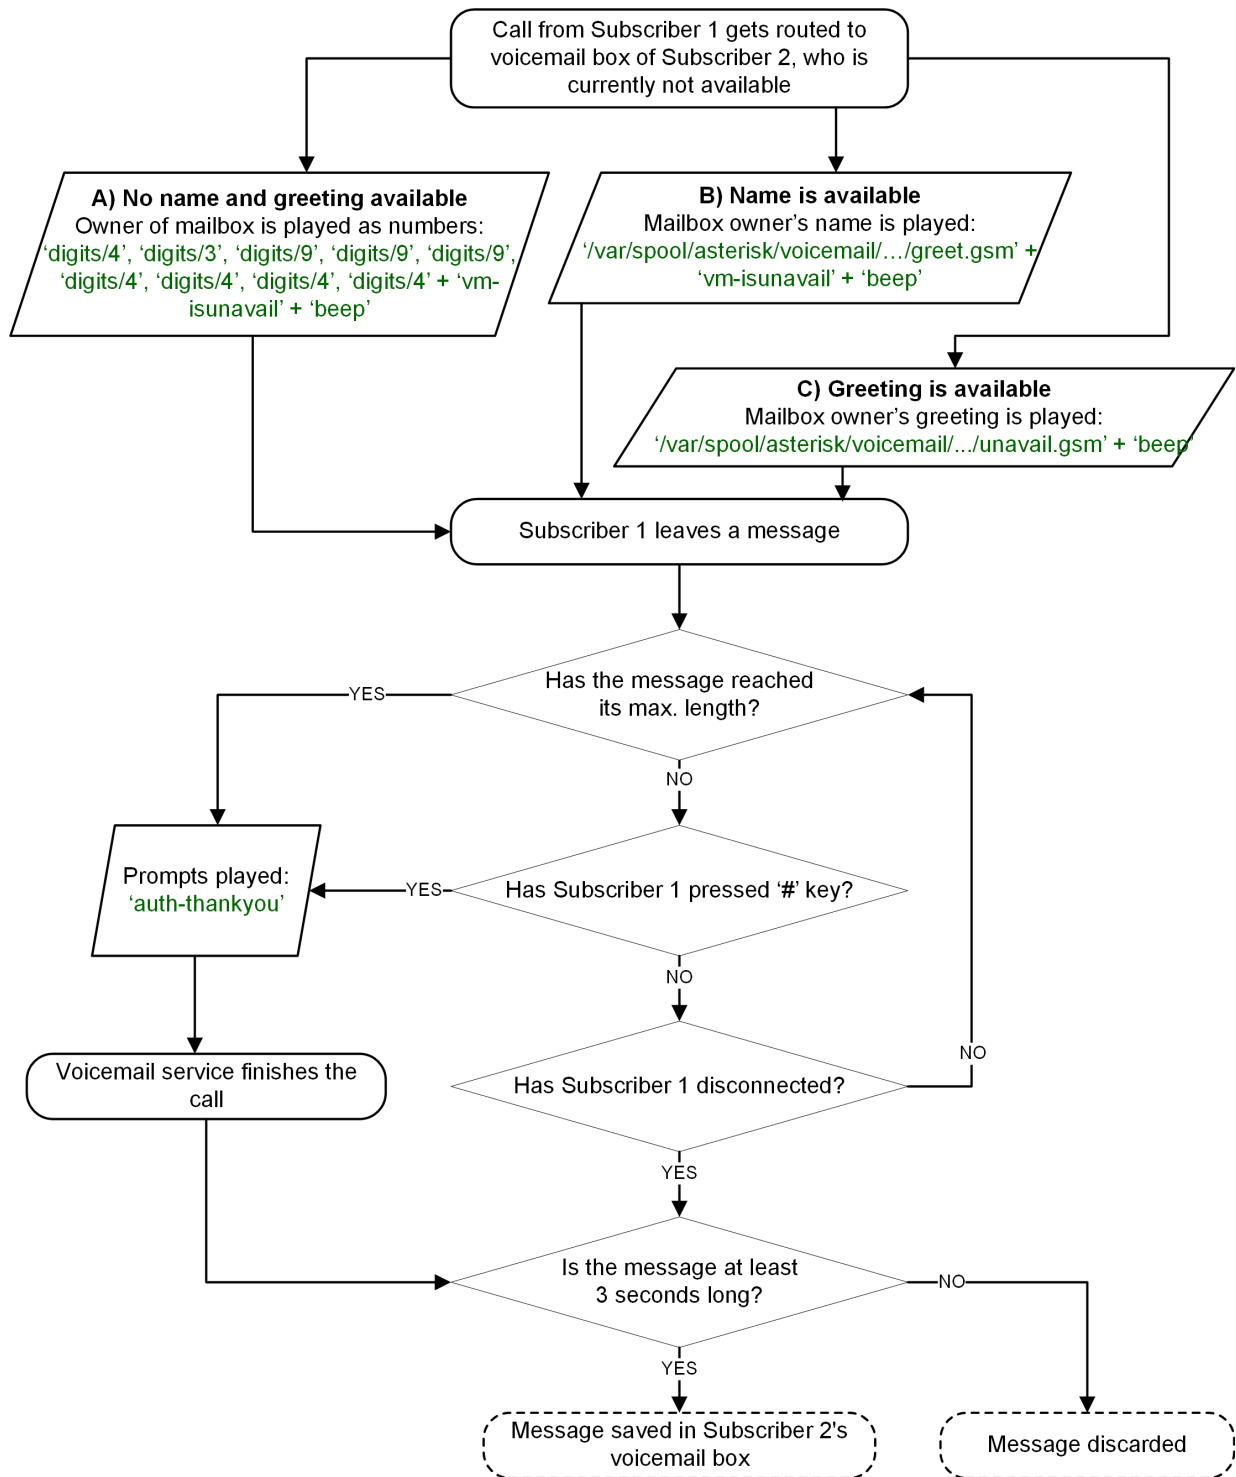 Call from Subscriber 1 gets routed to
voicemail box of Subscriber 2, who is
currently not available
A) No name and greeting available
Owner of mailbox is played as numbers:
‘digits/4’, ‘digits/3’, ‘digits/9’, ‘digits/9’, ‘digits/9’,
‘digits/4’, ‘digits/4’, ‘digits/4’, ‘digits/4’ + ‘vm-
isunavail’ + ‘beep’
B) Name is available
Mailbox owner’s name is played:
‘/var/spool/asterisk/voicemail/…/greet.gsm’ +
‘vm-isunavail’ + ‘beep’
C) Greeting is available
Mailbox owner’s greeting is played:
‘/var/spool/asterisk/voicemail/.../unavail.gsm’ + ‘beep’
Subscriber 1 leaves a message
Has the message reached
its max. length?
YES
NO
Prompts played:
‘auth-thankyou’
YES
Has Subscriber 1 pressed ‘#’ key?
NO
Voicemail service finishes the
call
Has Subscriber 1 disconnected?
NO
YES
Is the message at least
3 seconds long?
NO
YES
Message saved in Subscriber 2's
voicemail box
Message discarded